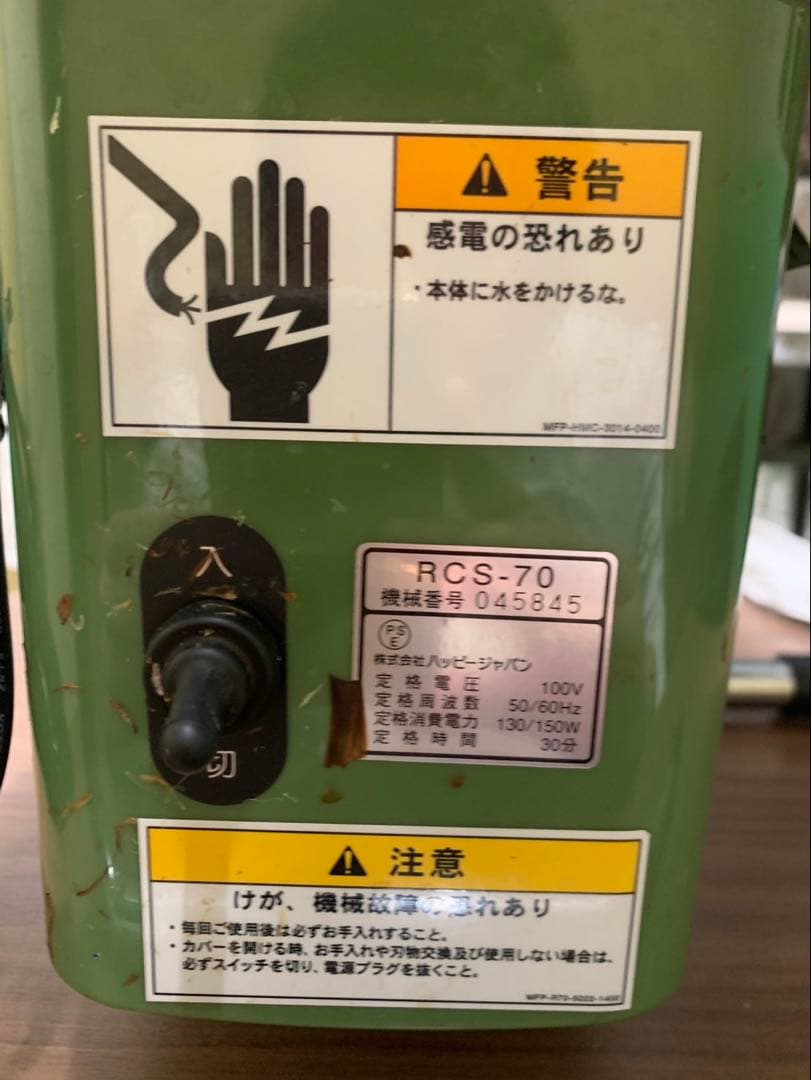 警告
感電の恐れあり
・本体に水をかけるな。
MFP-HMC-0014-0400
入
切
RCS-70
機械番号 045845
PS
E
株式会社ハッピージャパン
定格電圧 100V
定格周波数 50/60Hz
定格消費電力 130/150W
定格時間 30分
注意
けが、機械故障の恐れあり
・毎回ご使用後は必ずお手入れすること。
・カバーを開ける時、お手入れや刃物交換及び使用しない場合は、
必ずスイッチを切り、電源プラグを抜くこと。